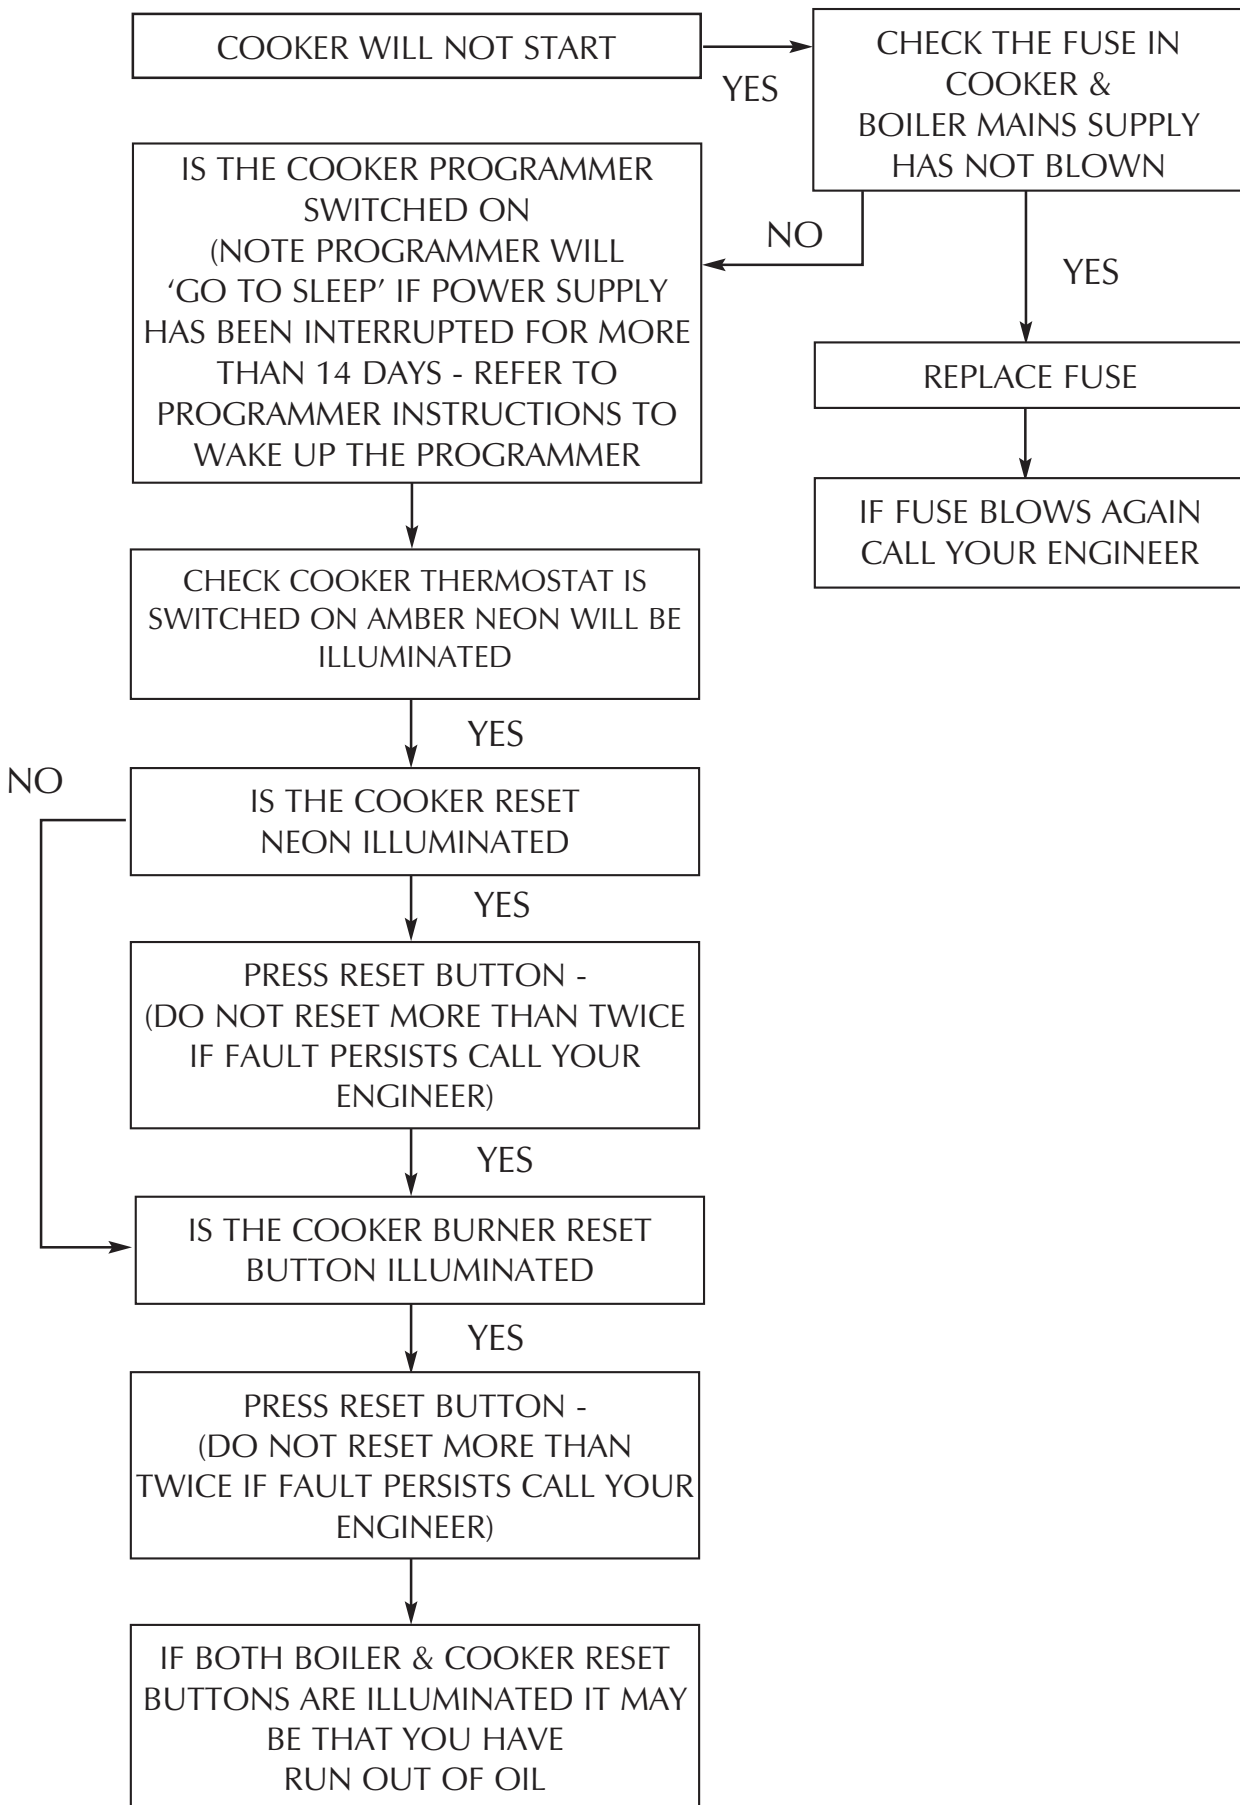 COOKER WILL NOT START
YES
CHECK THE FUSE IN
COOKER &
BOILER MAINS SUPPLY
HAS NOT BLOWN
NO
YES
REPLACE FUSE
IF FUSE BLOWS AGAIN
CALL YOUR ENGINEER
IS THE COOKER PROGRAMMER
SWITCHED ON
(NOTE PROGRAMMER WILL
‘GO TO SLEEP’ IF POWER SUPPLY
HAS BEEN INTERRUPTED FOR MORE
THAN 14 DAYS - REFER TO
PROGRAMMER INSTRUCTIONS TO
WAKE UP THE PROGRAMMER
CHECK COOKER THERMOSTAT IS
SWITCHED ON AMBER NEON WILL BE
ILLUMINATED
YES
NO
IS THE COOKER RESET
NEON ILLUMINATED
YES
PRESS RESET BUTTON -
(DO NOT RESET MORE THAN TWICE
IF FAULT PERSISTS CALL YOUR
ENGINEER)
YES
IS THE COOKER BURNER RESET
BUTTON ILLUMINATED
YES
PRESS RESET BUTTON -
(DO NOT RESET MORE THAN
TWICE IF FAULT PERSISTS CALL YOUR
ENGINEER)
IF BOTH BOILER & COOKER RESET
BUTTONS ARE ILLUMINATED IT MAY
BE THAT YOU HAVE
RUN OUT OF OIL